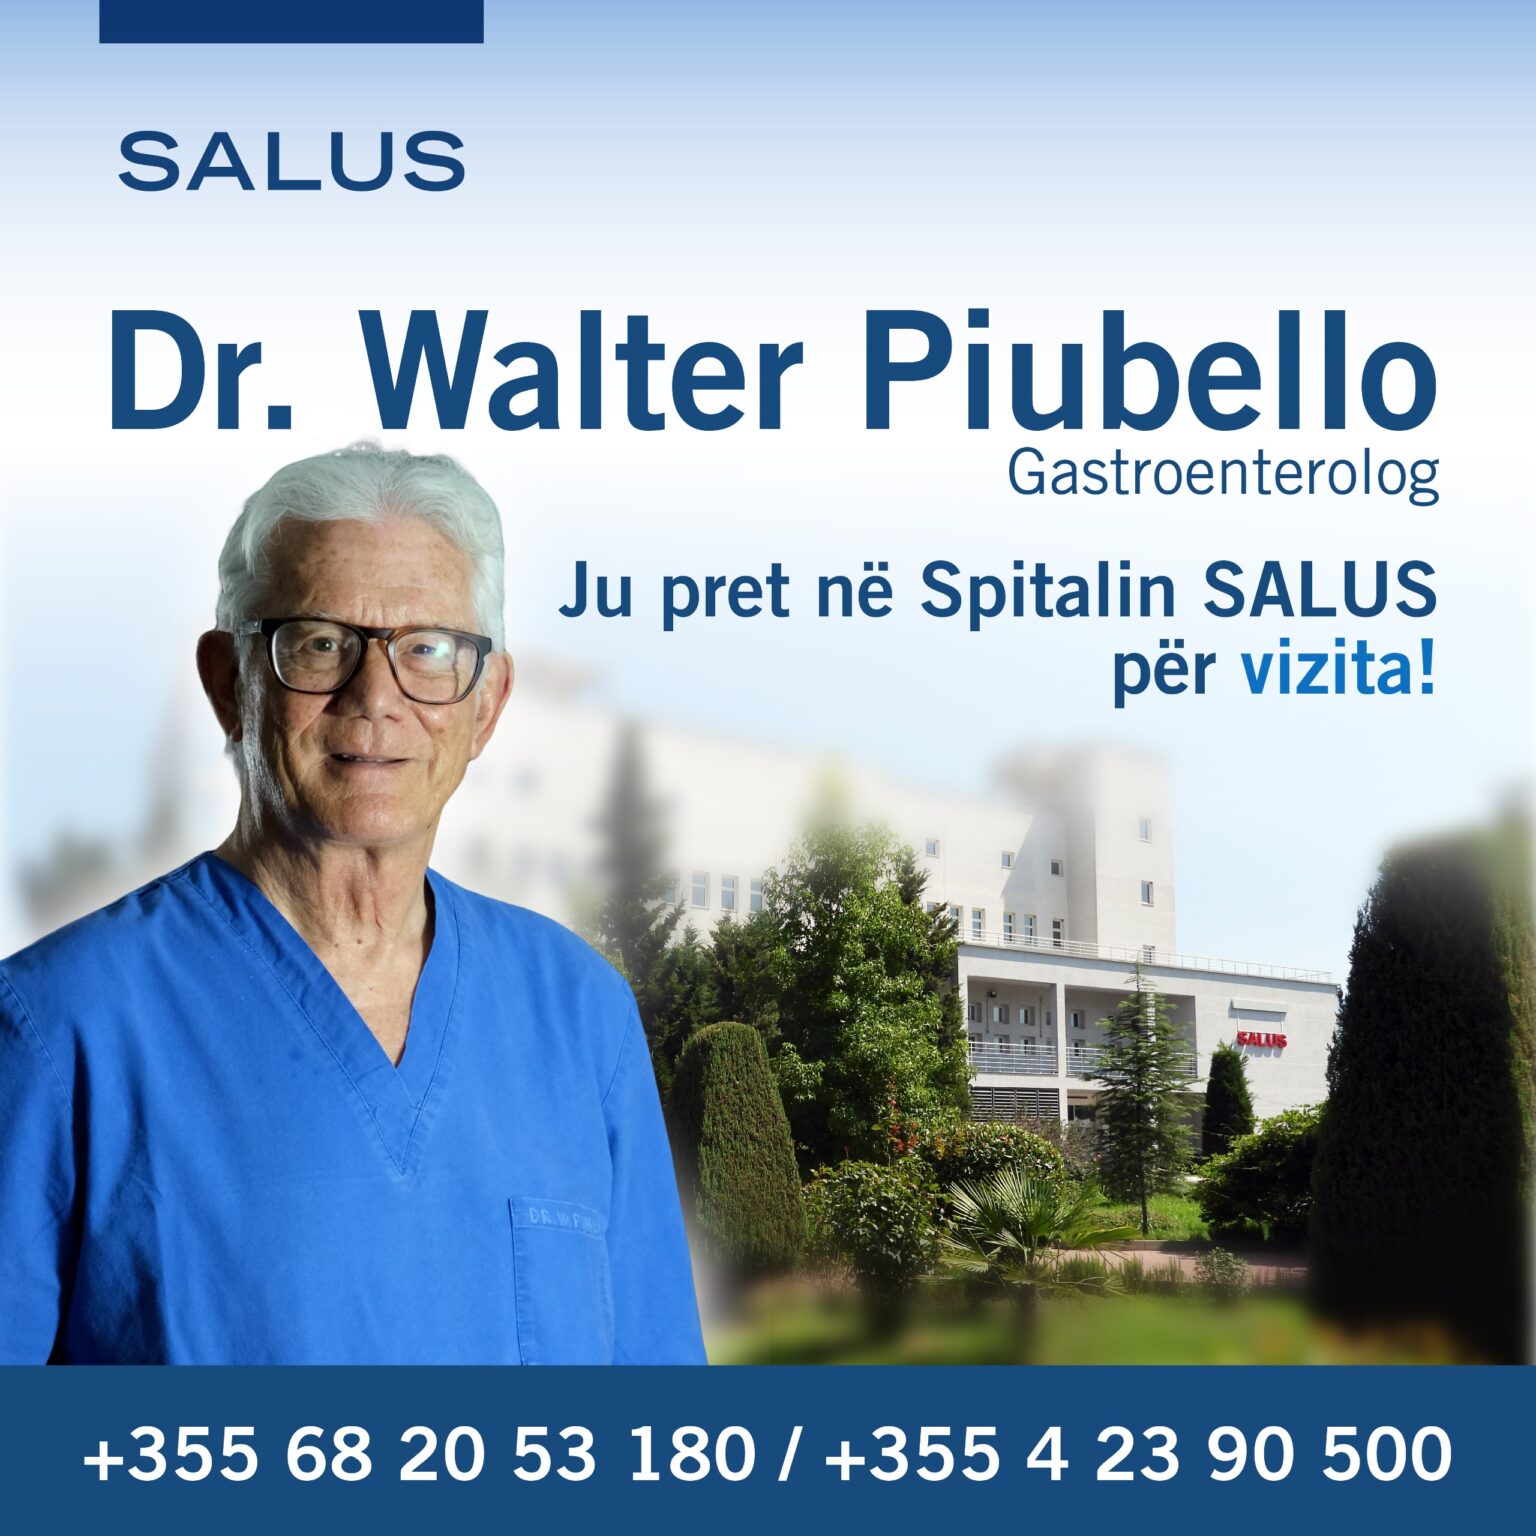 SALUS
Dr. Walter Piubello
Gastroenterolog
Ju pret në Spitalin SALUS
për vizita!
SALUS
DR. W.
+355 68 20 53 180 / +355 4 23 90 500